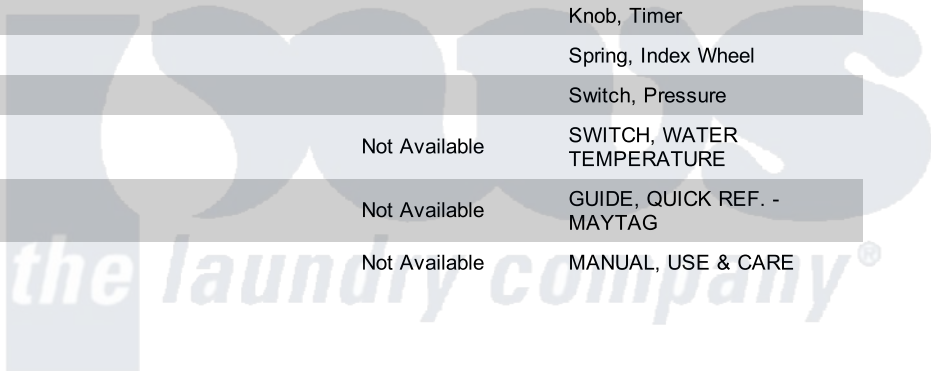 Knob, Timer
Spring, Index Wheel
Switch, Pressure
Not Available SWITCH, WATER
TEMPERATURE
Not Available GUIDE, QUICK REF. -
MAYTAG
Not Available MANUAL, USE & CARE
the laundry company®